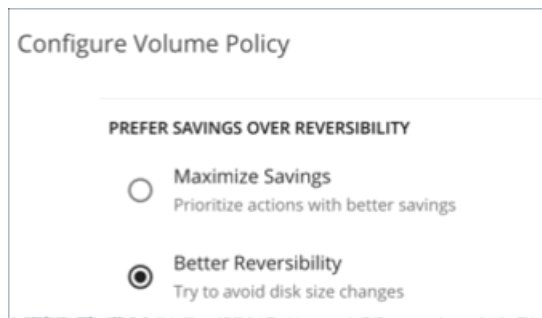 Configure Volume Policy
PREFER SAVINGS OVER REVERSIBILITY
Maximize Savings
Prioritize actions with better savings
Better Reversibility
Try to avoid disk size changes